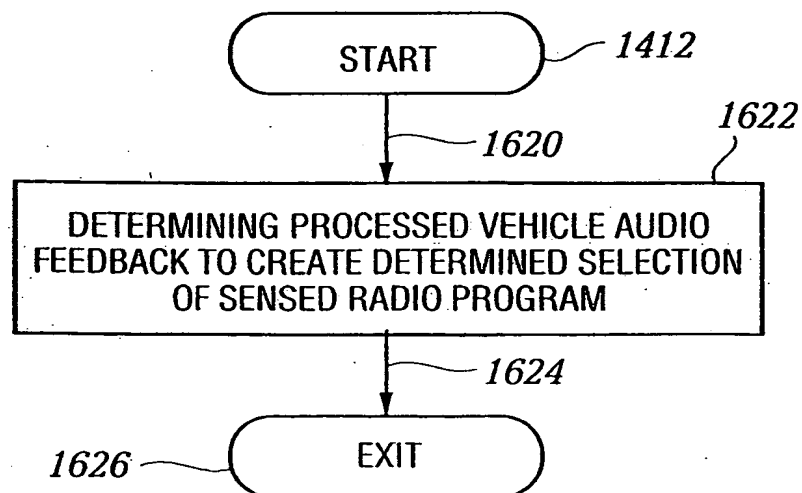 START
1412
1620
1622
DETERMINING PROCESSED VEHICLE AUDIO
FEEDBACK TO CREATE DETERMINED SELECTION
OF SENSED RADIO PROGRAM
1624
EXIT
1626